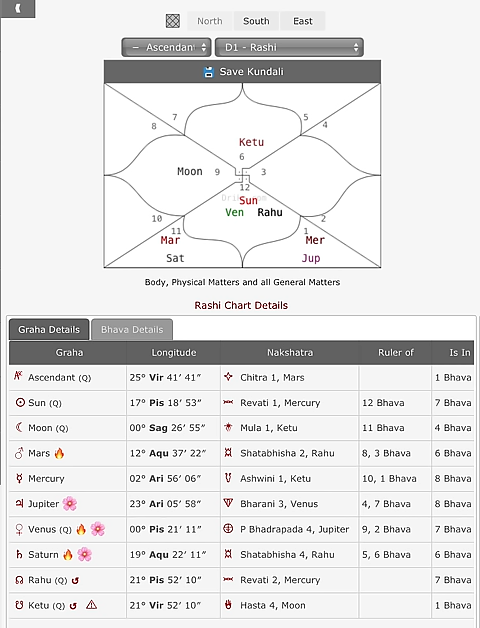 North South East
− Ascendant D1 - Rashi
Save Kundali
7 5
8 4
Ketu
6
Moon 9 3
12
Sun
Ven Rahu
10 2
11 1
Mar Mer
Sat Jup
Body, Physical Matters and all General Matters
Rashi Chart Details
Graha Details Bhava Details
Graha Longitude Nakshatra Ruler of Is In
Ascendant (Q) 25° Vir 41′ 41″ Chitra 1, Mars 1 Bhava
Sun (Q) 17° Pis 18′ 53″ Revati 1, Mercury 12 Bhava 7 Bhava
Moon (Q) 00° Sag 26′ 55″ Mula 1, Ketu 11 Bhava 4 Bhava
Mars 12° Aqu 37′ 22″ Shatabhisha 2, Rahu 8, 3 Bhava 6 Bhava
Mercury 02° Ari 56′ 06″ Ashwini 1, Ketu 10, 1 Bhava 8 Bhava
Jupiter 23° Ari 05′ 58″ Bharani 3, Venus 4, 7 Bhava 8 Bhava
Venus (Q) 00° Pis 21′ 11″ P Bhadrapada 4, Jupiter 9, 2 Bhava 7 Bhava
Saturn 19° Aqu 22′ 11″ Shatabhisha 4, Rahu 5, 6 Bhava 6 Bhava
Rahu (Q) 21° Pis 52′ 10″ Revati 2, Mercury 7 Bhava
Ketu (Q) 21° Vir 52′ 10″ Hasta 4, Moon 1 Bhava